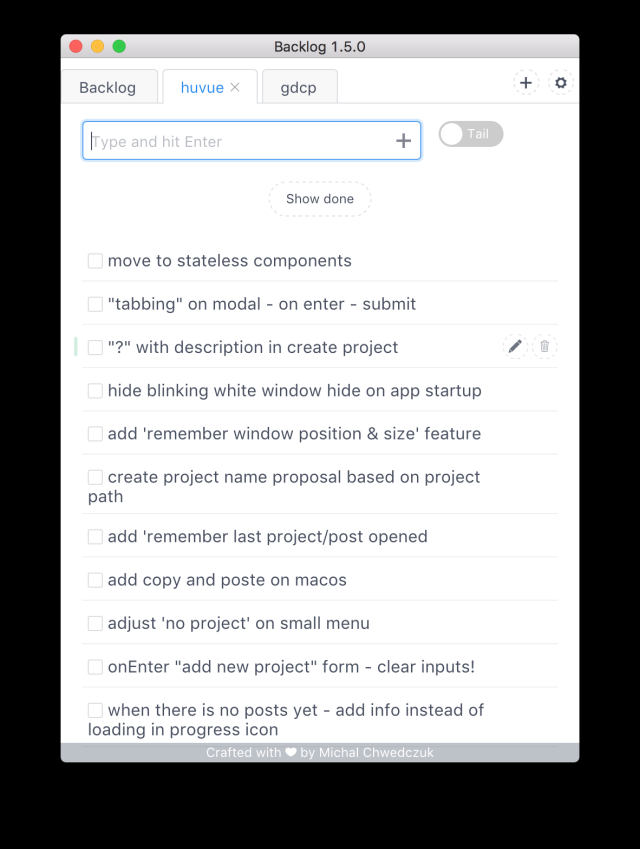 Backlog 1.5.0
Backlog
huvue
gdcp
Type and hit Enter
Tail
Show done
move to stateless components
"tabbing" on modal - on enter - submit
"?" with description in create project
hide blinking white window hide on app startup
add 'remember window position & size' feature
create project name proposal based on project
path
add 'remember last project/post opened
add copy and poste on macos
adjust 'no project' on small menu
onEnter "add new project" form - clear inputs!
when there is no posts yet - add info instead of
loading in progress icon
Crafted with ❤ by Michal Chwedczuk